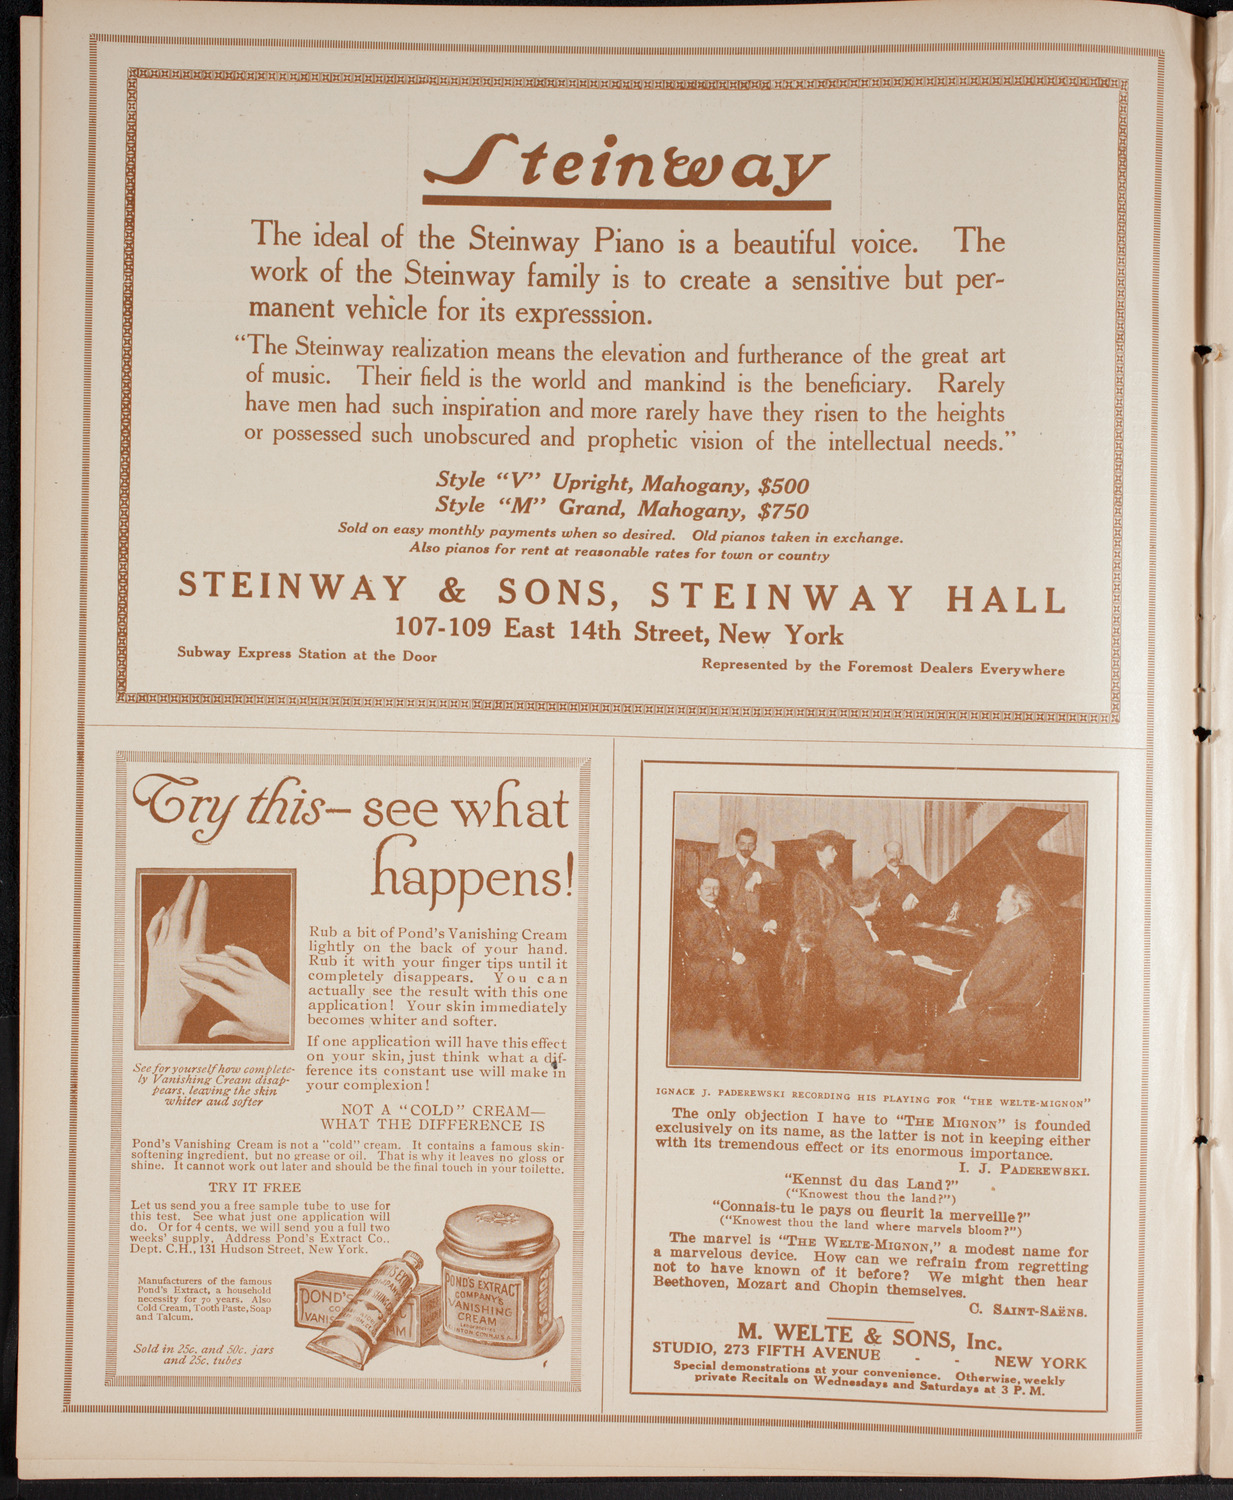 Steinway
The ideal of the Steinway Piano is a beautiful voice. The
work of the Steinway family is to create a sensitive but per-
manent vehicle for its expresssion.
“The Steinway realization means the elevation and furtherance of the great art
of music. Their field is the world and mankind is the beneficiary. Rarely
have men had such inspiration and more rarely have they risen to the heights
or possessed such unobscured and prophetic vision of the intellectual needs.”
Style “V” Upright, Mahogany, $500
Style “M” Grand, Mahogany, $750
Sold on easy monthly payments when so desired. Old pianos taken in exchange.
Also pianos for rent at reasonable rates for town or country
STEINWAY & SONS, STEINWAY HALL
107-109 East 14th Street, New York
Subway Express Station at the Door
Represented by the Foremost Dealers Everywhere
Try this—see what
happens!
Rub a bit of Pond's Vanishing Cream
lightly on the back of your hand.
Rub it with your finger tips until it
completely disappears. You can
actually see the result with this one
application! Your skin immediately
becomes whiter and softer.
If one application will have this effect
on your skin, just think what a dif-
ference its constant use will make in
your complexion!
See for yourself how complete-
ly Vanishing Cream disap-
pears, leaving the skin
whiter aud softer
NOT A “COLD” CREAM—
WHAT THE DIFFERENCE IS
Pond's Vanishing Cream is not a “cold” cream. It contains a famous skin-
softening ingredient, but no grease or oil. That is why it leaves no gloss or
shine. It cannot work out later and should be the final touch in your toilette.
TRY IT FREE
Let us send you a free sample tube to use for
this test. See what just one application will
do. Or for 4 cents, we will send you a full two
weeks' supply. Address Pond's Extract Co.,
Dept. C.H., 131 Hudson Street, New York.
Manufacturers of the famous
Pond's Extract, a household
necessity for 70 years. Also
Cold Cream, Tooth Paste, Soap
and Talcum.
Sold in 25c. and 50c. jars
and 25c. tubes
POND'S
VANIS
POND'S EXTRACT
COMPANY'S
VANISHING
CREAM
IGNACE J. PADEREWSKI RECORDING HIS PLAYING FOR “THE WELTE-MIGNON”
The only objection I have to “THE MIGNON” is founded
exclusively on its name, as the latter is not in keeping either
with its tremendous effect or its enormous importance.
I. J. PADEREWSKI.
“Kennst du das Land?”
(“Knowest thou the land?”)
“Connais-tu le pays ou fleurit la merveille?”
(“Knowest thou the land where marvels bloom?”)
The marvel is “THE WELTE-MIGNON,” a modest name for
a marvelous device. How can we refrain from regretting
not to have known of it before? We might then hear
Beethoven, Mozart and Chopin themselves.
C. SAINT-SAËNS.
M. WELTE & SONS, Inc.
STUDIO, 273 FIFTH AVENUE - - NEW YORK
Special demonstrations at your convenience. Otherwise, weekly
private Recitals on Wednesdays and Saturdays at 3 P. M.